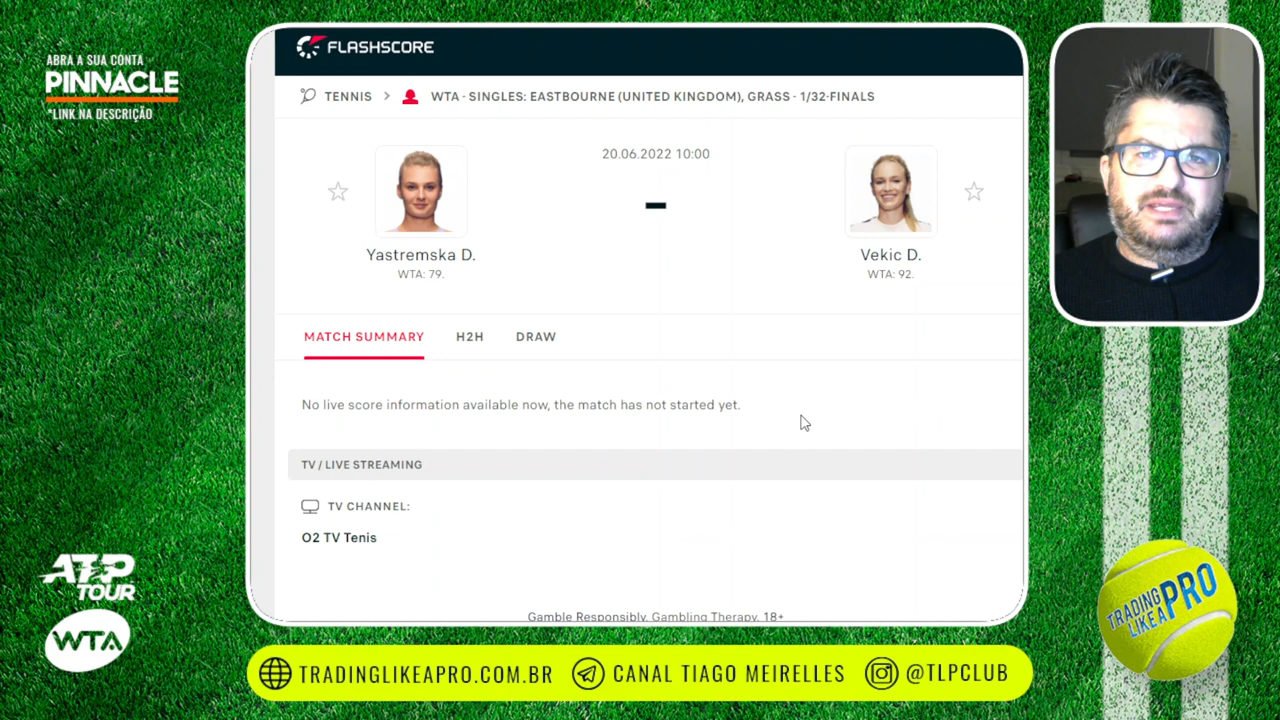 ABRA A SUA CONTA
PINNACLE
*LINK NA DESCRIÇÃO
FLASHSCORE
TENNIS > WTA - SINGLES: EASTBOURNE (UNITED KINGDOM), GRASS - 1/32-FINALS
20.06.2022 10:00
-
Yastremska D.
WTA: 79.
Vekic D.
WTA: 92.
MATCH SUMMARY H2H DRAW
No live score information available now, the match has not started yet.
TV / LIVE STREAMING
TV CHANNEL:
O2 TV Tenis
Gamble Responsibly. Gambling Therapy. 18+
ATP
TOUR
WTA
TRADING
LIKE A
PRO
TRADINGLIKEAPRO.COM.BR CANAL TIAGO MEIRELLES @TLPCLUB